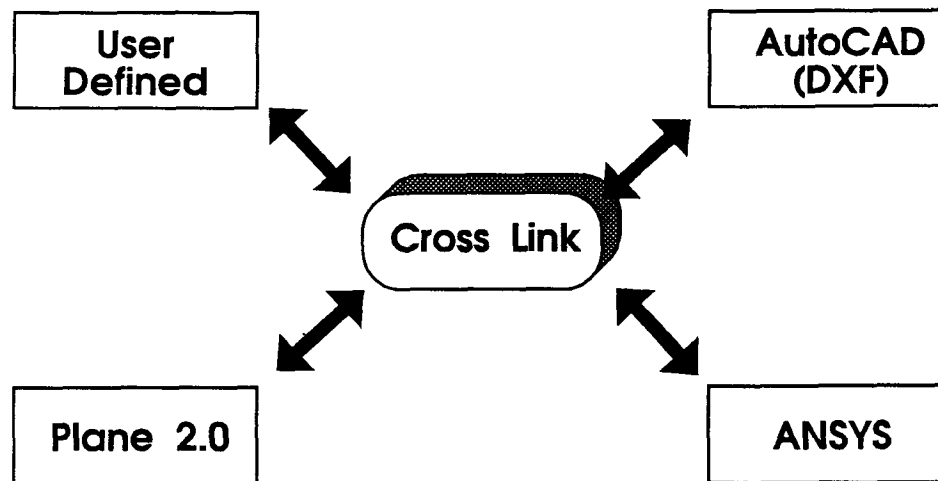 User
Defined
AutoCAD
(DXF)
Cross Link
Plane 2.0
ANSYS